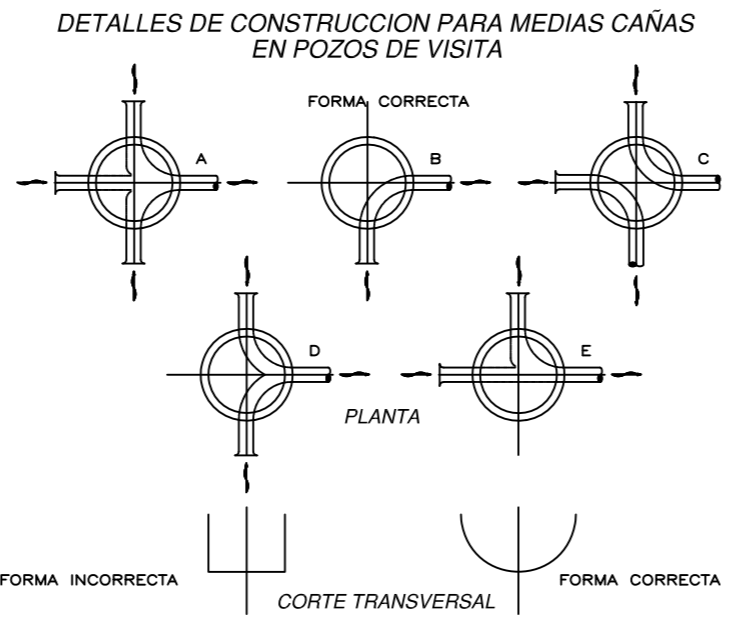 DETALLES DE CONSTRUCCION PARA MEDIAS CAÑAS
EN POZOS DE VISITA
FORMA CORRECTA
A
B
C
D
E
PLANTA
FORMA INCORRECTA
FORMA CORRECTA
CORTE TRANSVERSAL